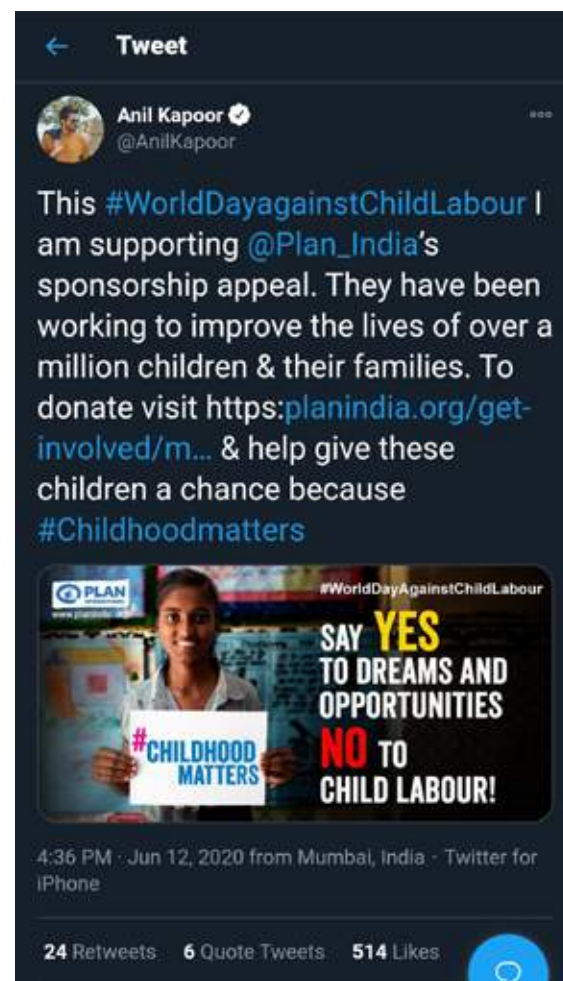 Tweet
Anil Kapoor
@AnilKapoor
This #WorldDayagainstChildLabour I
am supporting @Plan_India's
sponsorship appeal. They have been
working to improve the lives of over a
million children & their families. To
donate visit https:planindia.org/get-
involved/m... & help give these
children a chance because
#Childhoodmatters
PLAN
#WorldDayAgainstChildLabour
SAY YES
TO DREAMS AND
OPPORTUNITIES
NO TO
CHILD LABOUR!
#CHILDHOOD
MATTERS
4:36 PM · Jun 12, 2020 from Mumbai, India · Twitter for
iPhone
24 Retweets 6 Quote Tweets 514 Likes